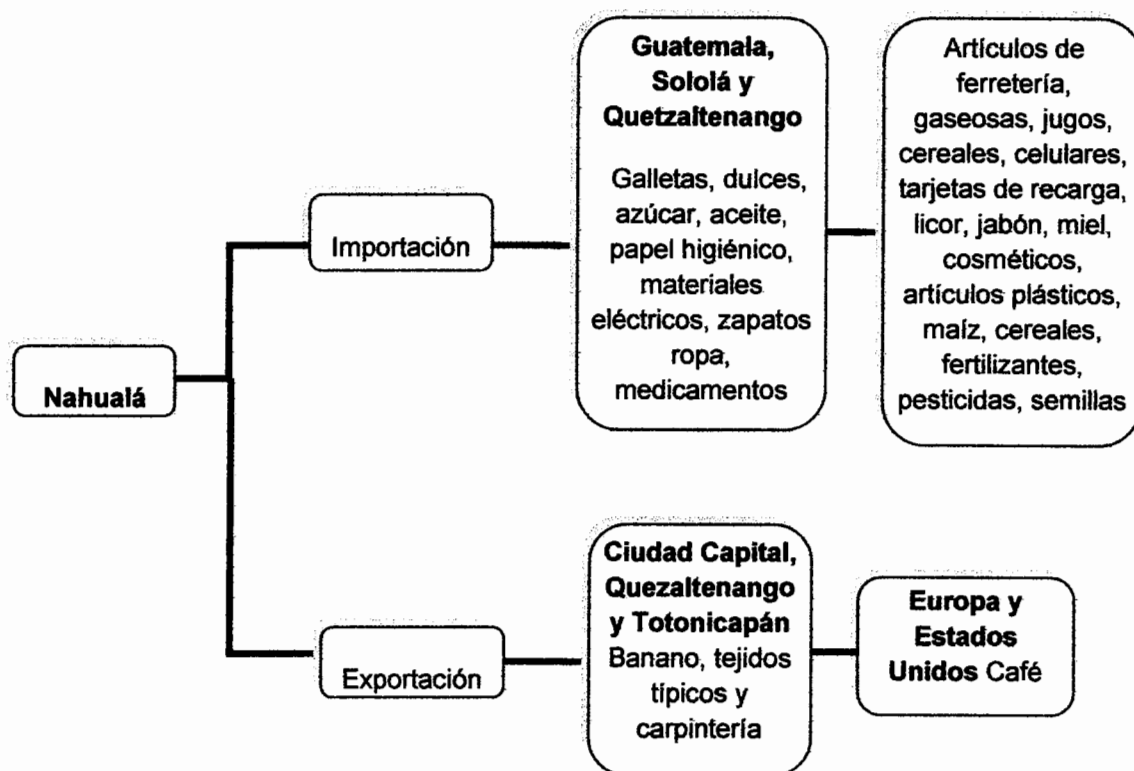 Nahualá
Importación
Guatemala,
Sololá y
Quetzaltenango
Galletas, dulces,
azúcar, aceite,
papel higiénico,
materiales
eléctricos, zapatos
ropa,
medicamentos
Artículos de
ferretería,
gaseosas, jugos,
cereales, celulares,
tarjetas de recarga,
licor, jabón, miel,
cosméticos,
artículos plásticos,
maíz, cereales,
fertilizantes,
pesticidas, semillas
Exportación
Ciudad Capital,
Quezaltenango
y Totonicapán
Banano, tejidos
típicos y
carpintería
Europa y
Estados
Unidos Café